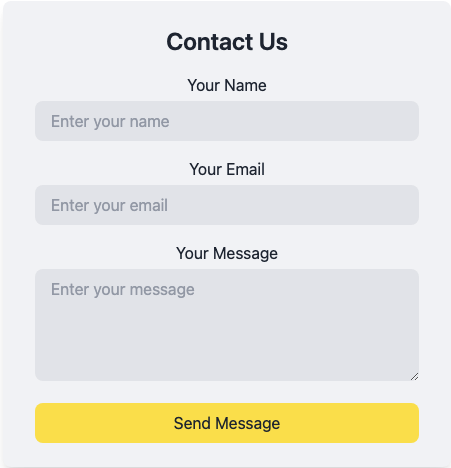 Contact Us
Your Name
Enter your name
Your Email
Enter your email
Your Message
Enter your message
Send Message